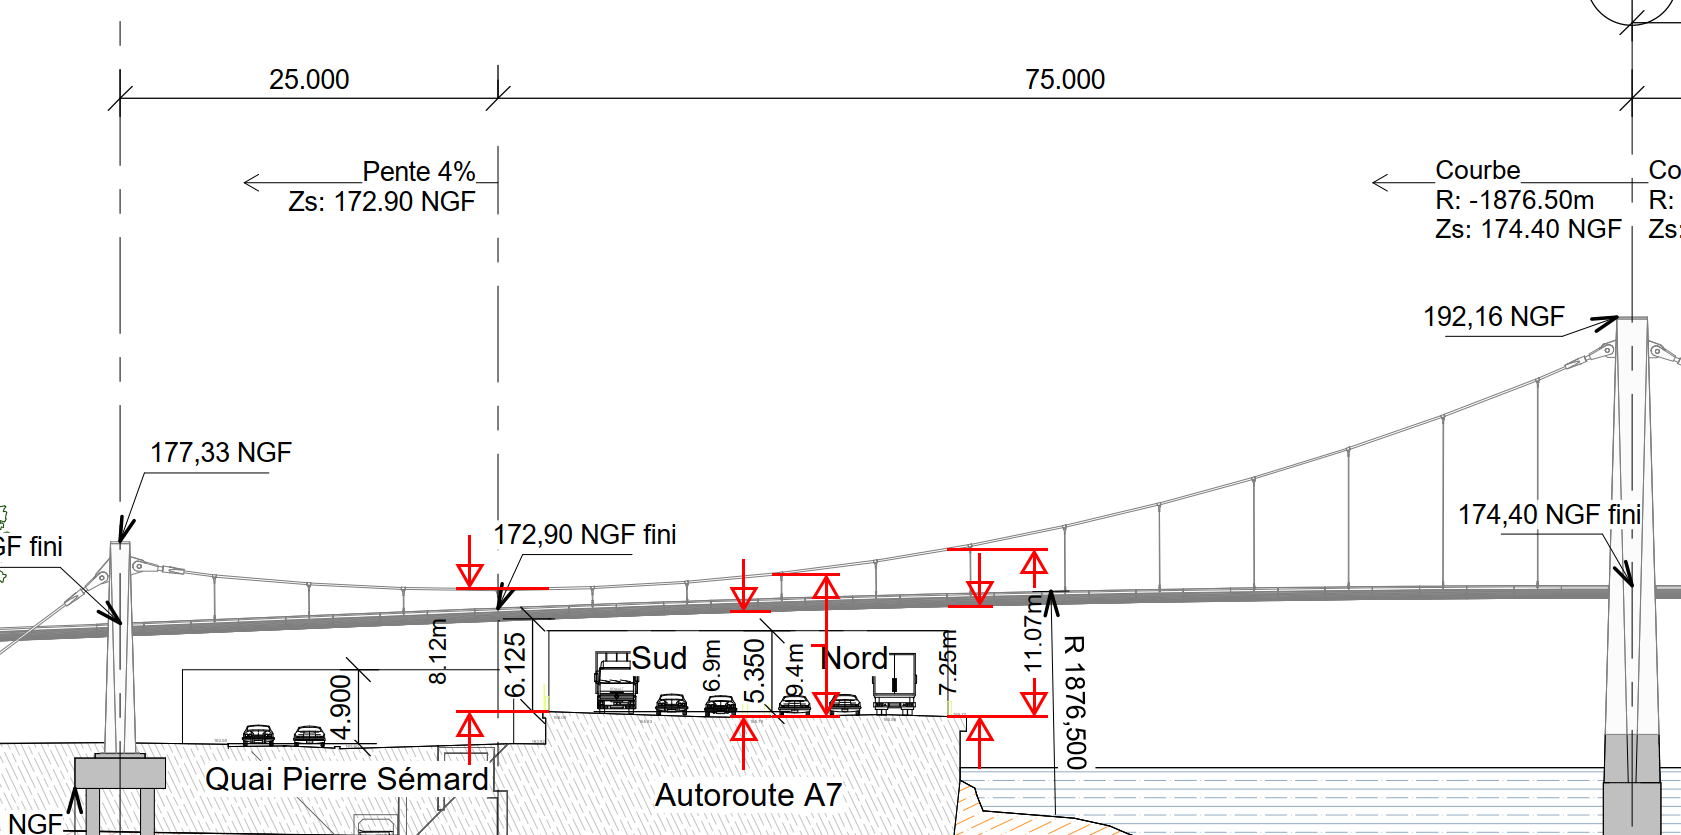 25.000
75.000
Pente 4%
Zs: 172.90 NGF
Courbe
R: -1876.50m
Zs: 174.40 NGF
Co
R:
Zs:
192,16 NGF
177,33 NGF
GF fini
172,90 NGF fini
174,40 NGF fini
8.12m
6.125
Sud
6.9m
5.350
9.4m
Nord
7.25m
11.07m
R 1876,500
4.900
Quai Pierre Sémard
Autoroute A7
NGF